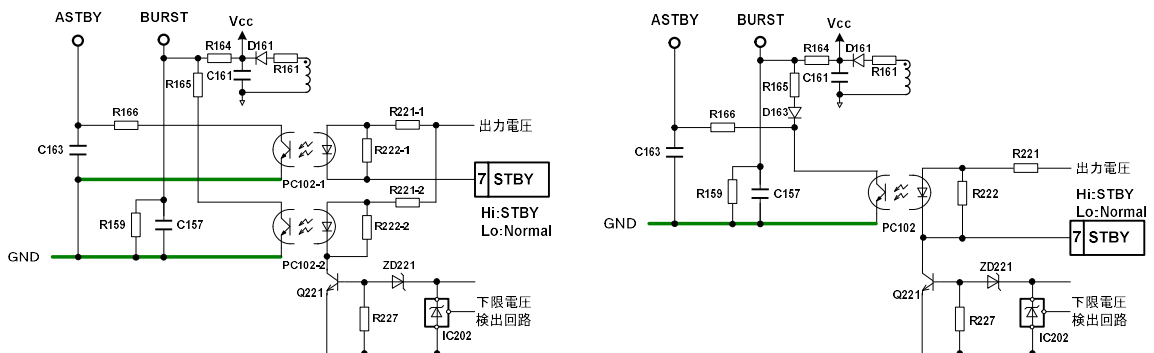 ASTBY
BURST
Vcc
R164
D161
R161
C161
R165
R166
R221-1
出力電圧
C163
R222-1
PC102-1
7 STBY
R221-2
Hi:STBY
Lo:Normal
R159
C157
R222-2
GND
PC102-2
ZD221
Q221
R227
下限電圧
検出回路
IC202
ASTBY
BURST
Vcc
R164
D161
R161
C161
R165
D163
R166
C163
R221
出力電圧
R159
C157
R222
Hi:STBY
Lo:Normal
GND
PC102
7 STBY
ZD221
Q221
R227
下限電圧
検出回路
IC202